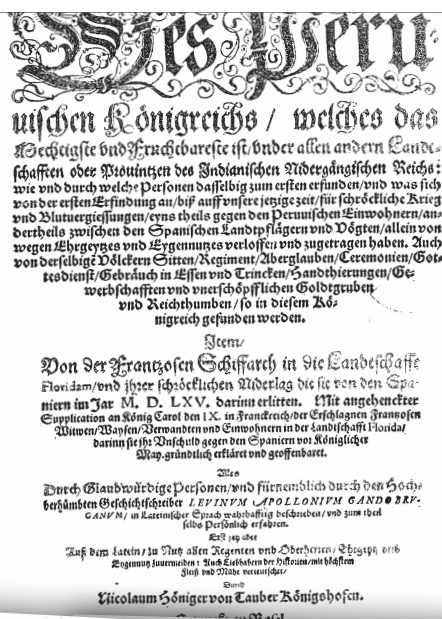 Des Peru-
uischen Königreichs / welches das
Mechtigste vnd Fruchtbareste ist/ vnder allen andern Landt-
schafften oder Prouintzen des Indianischen Nidergängischen Reichs:
wie vnd durch welche Personen dasselbig zum ersten erfunden/vnd was sich
von der ersten Erfindung an/biß auff vnsere jetzige zeit/für schröckliche Krieg
vnd Blutuergiessungen/eyns theils gegen den Peruuischen Einwohnern/an-
dertheils zwischen den Spanischen Landtpflägern vnd Vögten/allein von
wegen Ehrgeytzes vnd Eygennutzes verloffen vnd zugetragen haben. Auch
von derselbigē Völckern Sitten/Regiment/Aberglauben/Ceremonien/Got-
tesdienst/Gebräuch in Essen vnd Trincken/Handthierungen/Ge-
werbschafften vnd vnerschöpfflichen Goldtgruben
vnd Reichthumben/so in diesem Kö-
nigreich gefunden werden.
Item/
Von der Frantzosen Schiffarth in die Landtschafft
Floridam/vnd jhrer schröcklichen Niderlag die sie von den Spa-
niern im Jar M. D. LXV. darinn erlitten. Mit angehenckter
Supplication an König Carol den IX. in Franckreich/der Erschlagnen Frantzosen
Witwen/Waysen/Verwandten vnd Einwohnern in der Landtschafft Florida/
darinn sie jhr Vnschuld gegen den Spaniern vor Königlicher
May. gründtlich erkläret vnd geoffenbaret.
Alles
Durch Glaudwürdige Personen/vnd fürnemblich durch den Hoch-
berhümbten Geschichtschreiber LEVINVM APOLLONIVM GANDOBRV-
GANVM/ in Lateinischer Sprach warhafftig beschrieben/ vnd zum theil
selbs Persönlich erfahren.
Erst jetz aber
Auß dem Latein/ zu Nutz allen Regenten vnd Oberherren/ Ehrgeytz vnd
Eygennutz zuuermeiden: Auch Liebhabern der Historien/mit höchstem
Fleiß vnd Mühe verteutschet/
Durch
Nicolaum Höniger von Tauber Königshofen.